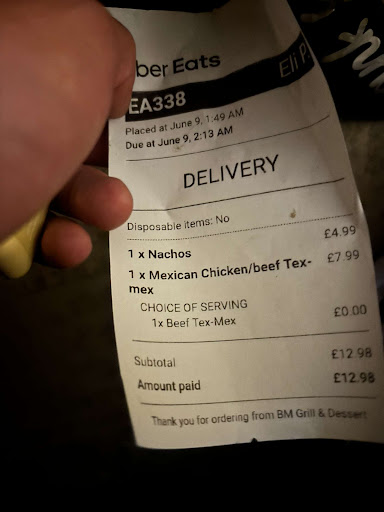 ber Eats
Eli P
EA338
Placed at June 9, 1:49 AM
Due at June 9, 2:13 AM
DELIVERY
Disposable items: No
1 x Nachos £4.99
1 x Mexican Chicken/beef Tex- £7.99
mex
CHOICE OF SERVING
1x Beef Tex-Mex £0.00
Subtotal £12.98
Amount paid £12.98
Thank you for ordering from BM Grill & Dessert